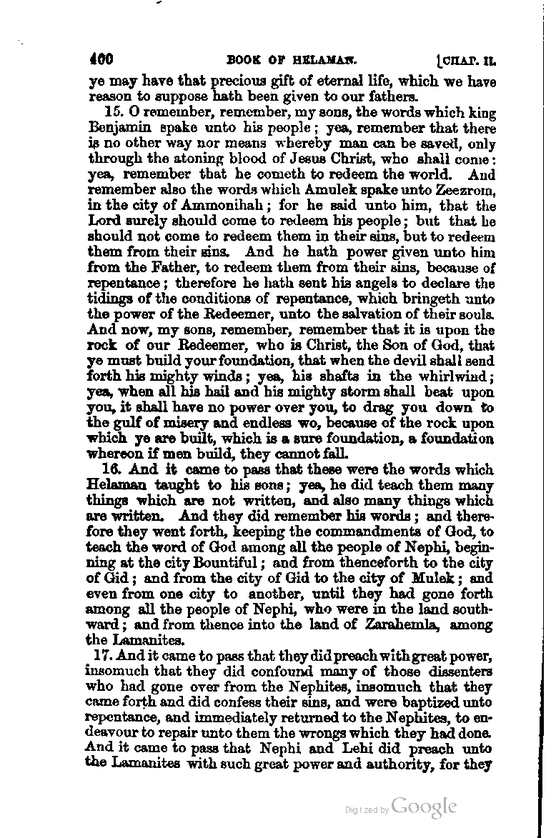 400 BOOK OF HELAMAN. [CHAP. II.
ye may have that precious gift of eternal life, which we have
reason to suppose hath been given to our fathers.
15. O remember, remember, my sons, the words which king
Benjamin spake unto his people; yea, remember that there
is no other way nor means whereby man can be saved, only
through the atoning blood of Jesus Christ, who shall come:
yea, remember that he cometh to redeem the world. And
remember also the words which Amulek spake unto Zeezrom,
in the city of Ammonihah; for he said unto him, that the
Lord surely should come to redeem his people; but that he
should not come to redeem them in their sins, but to redeem
them from their sins. And he hath power given unto him
from the Father, to redeem them from their sins, because of
repentance; therefore he hath sent his angels to declare the
tidings of the conditions of repentance, which bringeth unto
the power of the Redeemer, unto the salvation of their souls.
And now, my sons, remember, remember that it is upon the
rock of our Redeemer, who is Christ, the Son of God, that
ye must build your foundation, that when the devil shall send
forth his mighty winds; yea, his shafts in the whirlwind;
yea, when all his hail and his mighty storm shall beat upon
you, it shall have no power over you, to drag you down to
the gulf of misery and endless wo, because of the rock upon
which ye are built, which is a sure foundation, a foundation
whereon if men build, they cannot fall.
16. And it came to pass that these were the words which
Helaman taught to his sons; yea, he did teach them many
things which are not written, and also many things which
are written. And they did remember his words; and there-
fore they went forth, keeping the commandments of God, to
teach the word of God among all the people of Nephi, begin-
ning at the city Bountiful; and from thenceforth to the city
of Gid; and from the city of Gid to the city of Mulek; and
even from one city to another, until they had gone forth
among all the people of Nephi, who were in the land south-
ward; and from thence into the land of Zarahemla, among
the Lamanites.
17. And it came to pass that they did preach with great power,
insomuch that they did confound many of those dissenters
who had gone over from the Nephites, insomuch that they
came forth and did confess their sins, and were baptized unto
repentance, and immediately returned to the Nephites, to en-
deavour to repair unto them the wrongs which they had done.
And it came to pass that Nephi and Lehi did preach unto
the Lamanites with such great power and authority, for they
Digitized by Google